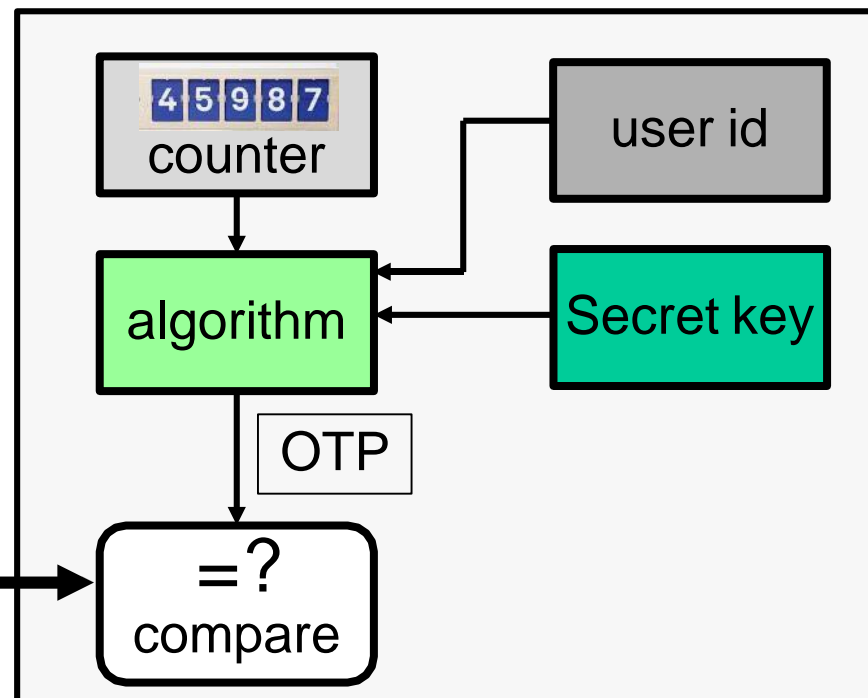 45987
counter
user id
algorithm
Secret key
OTP
=?
compare